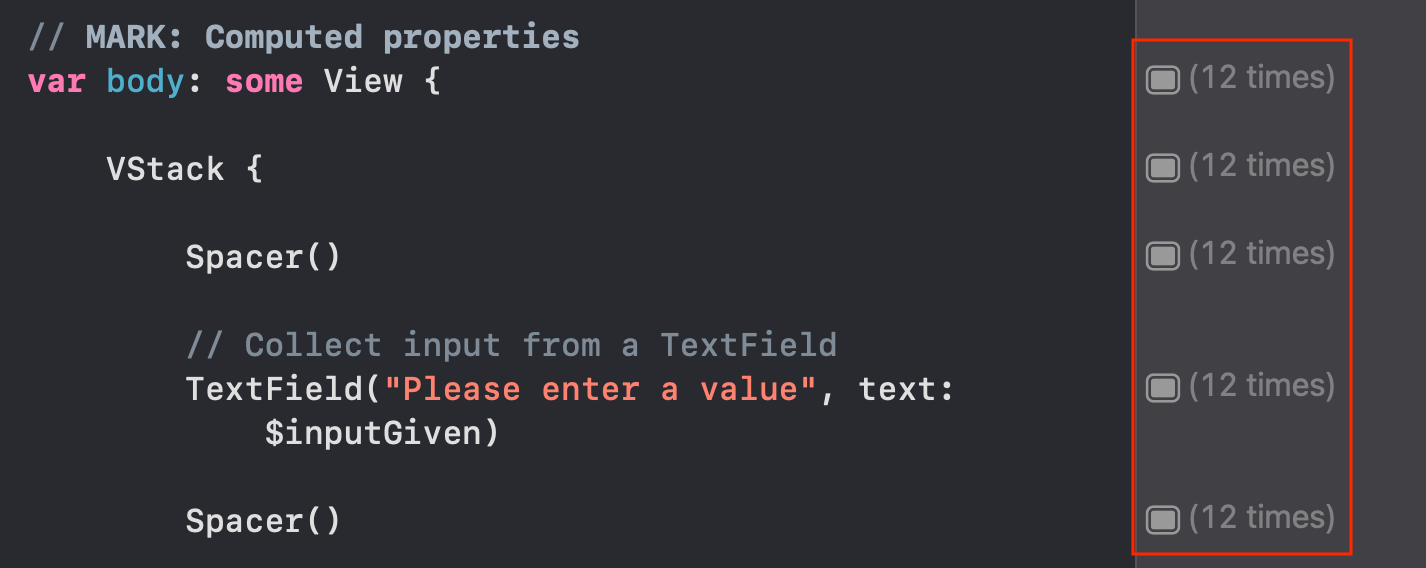 // MARK: Computed properties
var body: some View { (12 times)
VStack { (12 times)
Spacer() (12 times)
// Collect input from a TextField
TextField("Please enter a value", text: (12 times)
$inputGiven)
Spacer() (12 times)